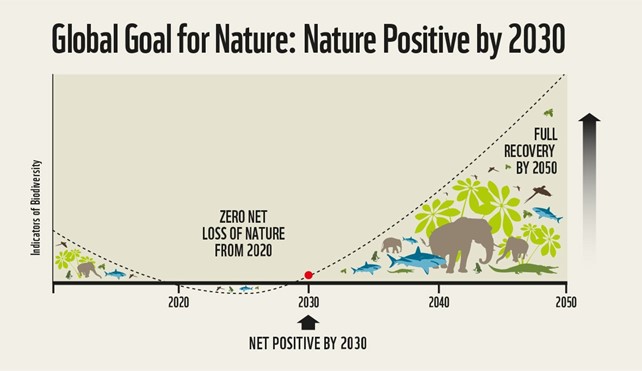 Global Goal for Nature: Nature Positive by 2030
Indicators of Biodiversity
ZERO NET
LOSS OF NATURE
FROM 2020
FULL
RECOVERY
BY 2050
2020
2030
2040
2050
NET POSITIVE BY 2030